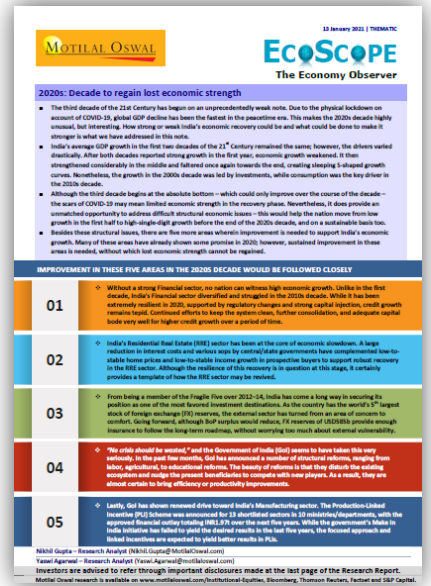 13 January 2021 | THEMATIC
MOTILAL OSWAL
ECOSCOPE
The Economy Observer
2020s: Decade to regain lost economic strength
▪ The third decade of the 21st Century has begun on an unprecedentedly weak note. Due to the physical lockdown on
account of COVID-19, global GDP decline has been the fastest in the peacetime era. This makes the 2020s decade highly
unusual, but interesting. How strong or weak India's economic recovery could be and what could be done to make it
stronger is what we have addressed in this note.
▪ India's average GDP growth in the first two decades of the 21st Century remained the same; however, the drivers varied
drastically. After both decades reported strong growth in the first year, economic growth weakened. It then
strengthened considerably in the middle and faltered once again towards the end, creating sleeping S-shaped growth
curves. Nonetheless, the growth in the 2000s decade was led by investments, while consumption was the key driver in
the 2010s decade.
▪ Although the third decade begins at the absolute bottom – which could only improve over the course of the decade –
the scars of COVID-19 may mean limited economic strength in the recovery phase. Nevertheless, it does provide an
unmatched opportunity to address difficult structural economic issues – this would help the nation move from low
growth in the first half to high-single-digit growth before the end of the 2020s decade, and on a sustainable basis too.
▪ Besides these structural issues, there are five more areas wherein improvement is needed to support India's economic
growth. Many of these areas have already shown some promise in 2020; however, sustained improvement in these
areas is needed, without which lost economic strength cannot be regained.
IMPROVEMENT IN THESE FIVE AREAS IN THE 2020S DECADE WOULD BE FOLLOWED CLOSELY
01
❖ Without a strong Financial sector, no nation can witness high economic growth. Unlike in the first
decade, India's Financial sector diversified and struggled in the 2010s decade. While it has been
extremely resilient in 2020, supported by regulatory changes and strong capital injection, credit growth
remains tepid. Continued efforts to keep the system clean, further consolidation, and adequate capital
bode very well for higher credit growth over a period of time.
02
❖ India's Residential Real Estate (RRE) sector has been at the core of economic slowdown. A large
reduction in interest costs and various sops by central/state governments have complemented low-to-
stable home prices and low-to-stable income growth in prospective buyers to support robust recovery
in the RRE sector. Although the resilience of this recovery is in question at this stage, it certainly
provides a template of how the RRE sector may be revived.
03
❖ From being a member of the Fragile Five over 2012–14, India has come a long way in securing its
position as one of the most favored investment destinations. As the country has the world's 5th largest
stock of foreign exchange (FX) reserves, the external sector has turned from an area of concern to
comfort. Going forward, although BoP surplus would reduce, FX reserves of USD585b provide enough
insurance to follow the long-term roadmap, without worrying too much about external vulnerability.
04
❖ "No crisis should be wasted," and the Government of India (GoI) seems to have taken this very
seriously. In the past few months, GoI has announced a number of structural reforms, ranging from
labor, agricultural, to educational reforms. The beauty of reforms is that they disturb the existing
ecosystem and nudge the present beneficiaries to compete with new players. As a result, they are
almost certain to bring efficiency or productivity improvements.
05
❖ Lastly, GoI has shown renewed drive toward India's Manufacturing sector. The Production-Linked
Incentive (PLI) Scheme was announced for 13 shortlisted sectors in 10 ministries/departments, with the
approved financial outlay totaling INR1.97t over the next five years. While the government's Make in
India initiative has failed to yield the desired results in the last few years, the focused approach and
linked incentives are expected to yield better results in PLIs.
Nikhil Gupta – Research Analyst (Nikhil.Gupta@MotilalOswal.com)
Yaswi Agarwal – Research Analyst (Yaswi.Agarwal@motilaloswal.com)
Investors are advised to refer through important disclosures made at the last page of the Research Report.
Motilal Oswal research is available on www.motilaloswal.com/Institutional-Equities, Bloomberg, Thomson Reuters, Factset and S&P Capital.